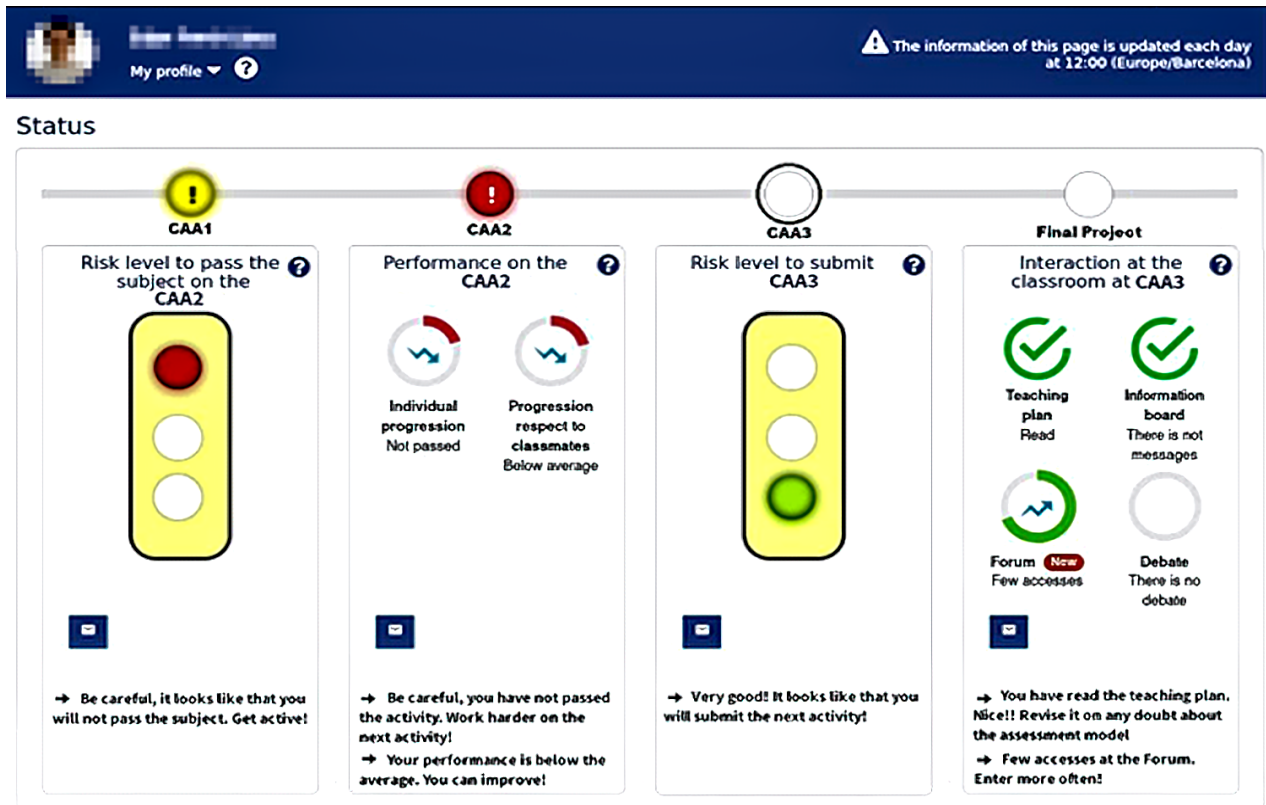 My profile
The information of this page is updated each day
at 12:00 (Europe/Barcelona)
Status
CAA1
CAA2
CAA3
Final Project
Risk level to pass the
subject on the
CAA2
Be careful, it looks like that you
will not pass the subject. Get active!
Performance on the
CAA2
Individual
progression
Not passed
Progression
respect to
classmates
Below average
Be careful, you have not passed
the activity. Work harder on the
next activity!
Your performance is below the
average. You can improve!
Risk level to submit
CAA3
Very good! It looks like that you
will submit the next activity!
Interaction at the
classroom at CAA3
Teaching
plan
Read
Information
board
There is not
messages
Forum New
Few accesses
Debate
There is no
debate
You have read the teaching plan.
Nice!! Revise it on any doubt about
the assessment model
Few accesses at the Forum.
Enter more often!